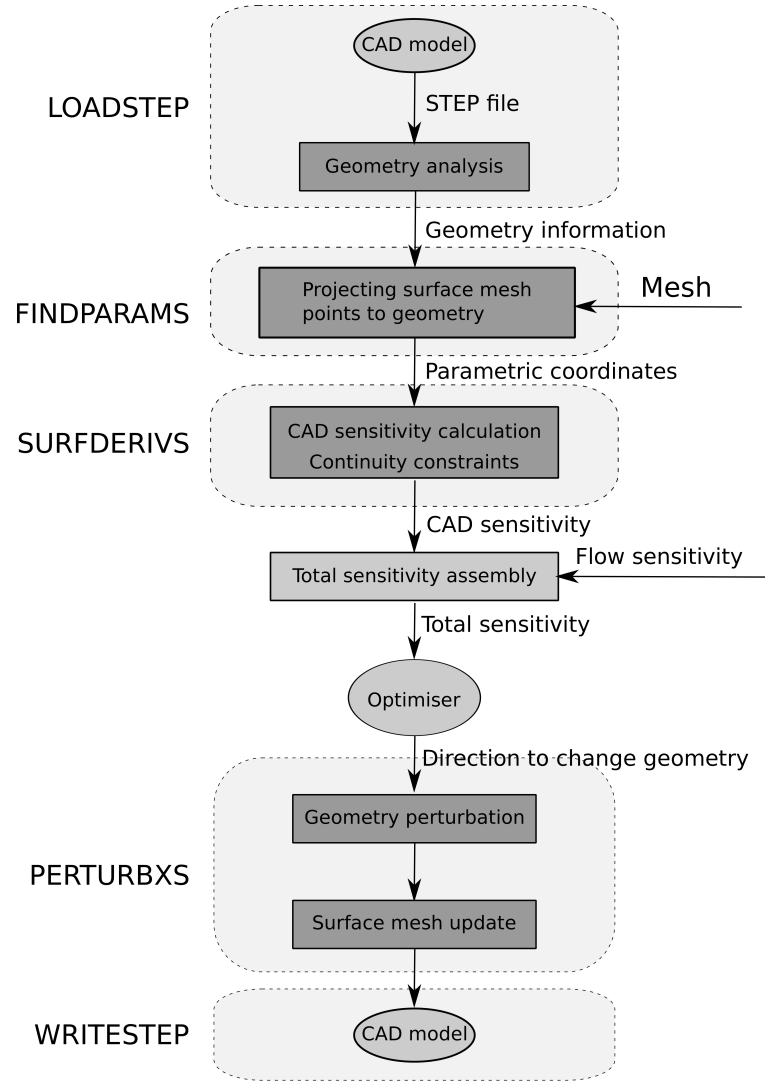 CAD model
LOADSTEP
STEP file
Geometry analysis
Geometry information
Projecting surface mesh
points to geometry
Mesh
FINDPARAMS
Parametric coordinates
CAD sensitivity calculation
Continuity constraints
SURFDERIVS
CAD sensitivity
Flow sensitivity
Total sensitivity assembly
Total sensitivity
Optimiser
Direction to change geometry
Geometry perturbation
PERTURBXS
Surface mesh update
WRITESTEP
CAD model